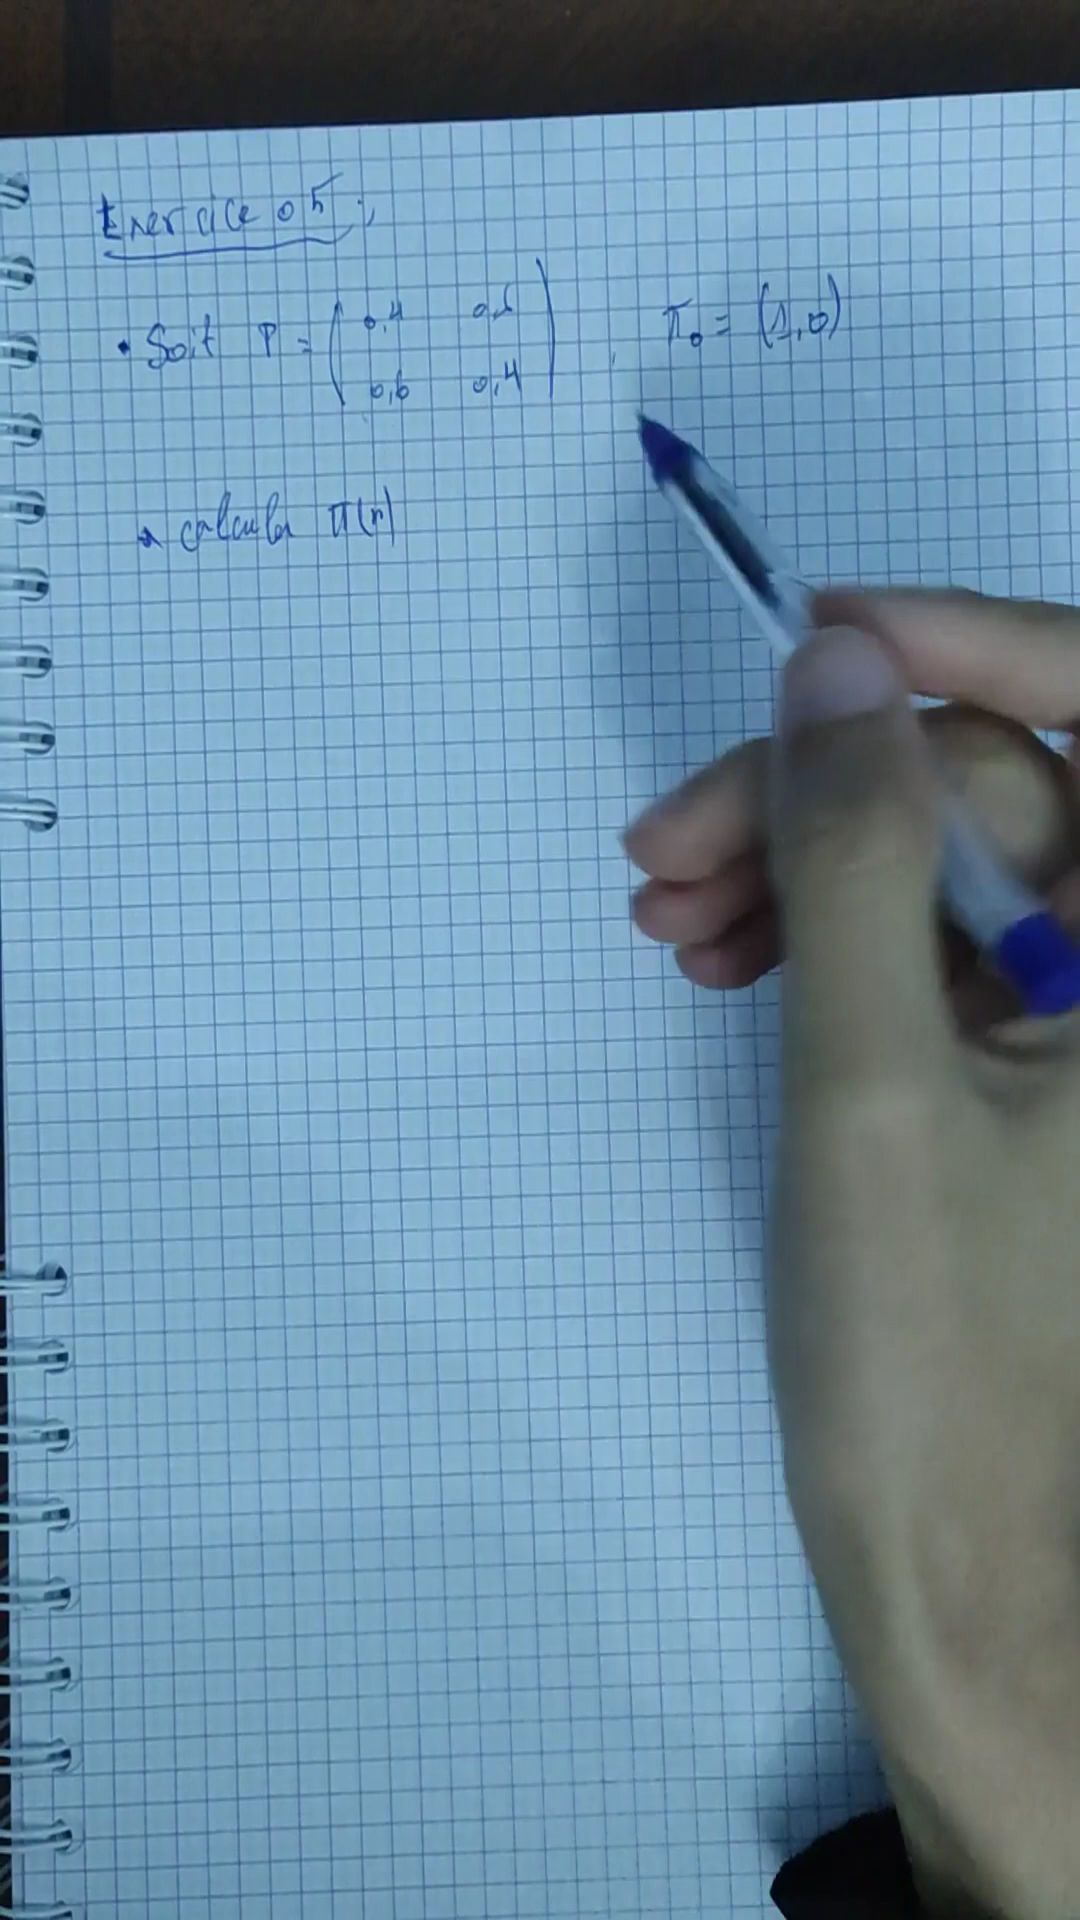 Exercice 05 :
• Soit P = ( 0,4 0,6 ) , π₀ = (1,0)
( 0,6 0,4 )
calculer π(n)